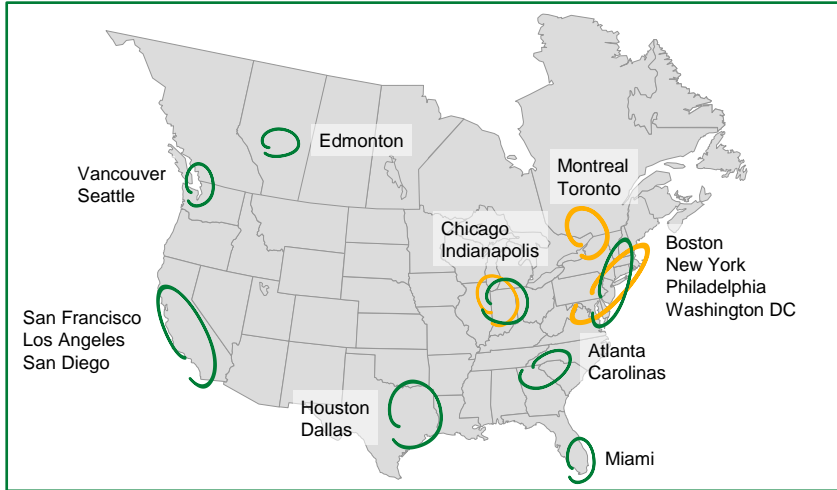 Edmonton
Vancouver
Seattle
Montreal
Toronto
Chicago
Indianapolis
Boston
New York
Philadelphia
Washington DC
San Francisco
Los Angeles
San Diego
Atlanta
Carolinas
Houston
Dallas
Miami